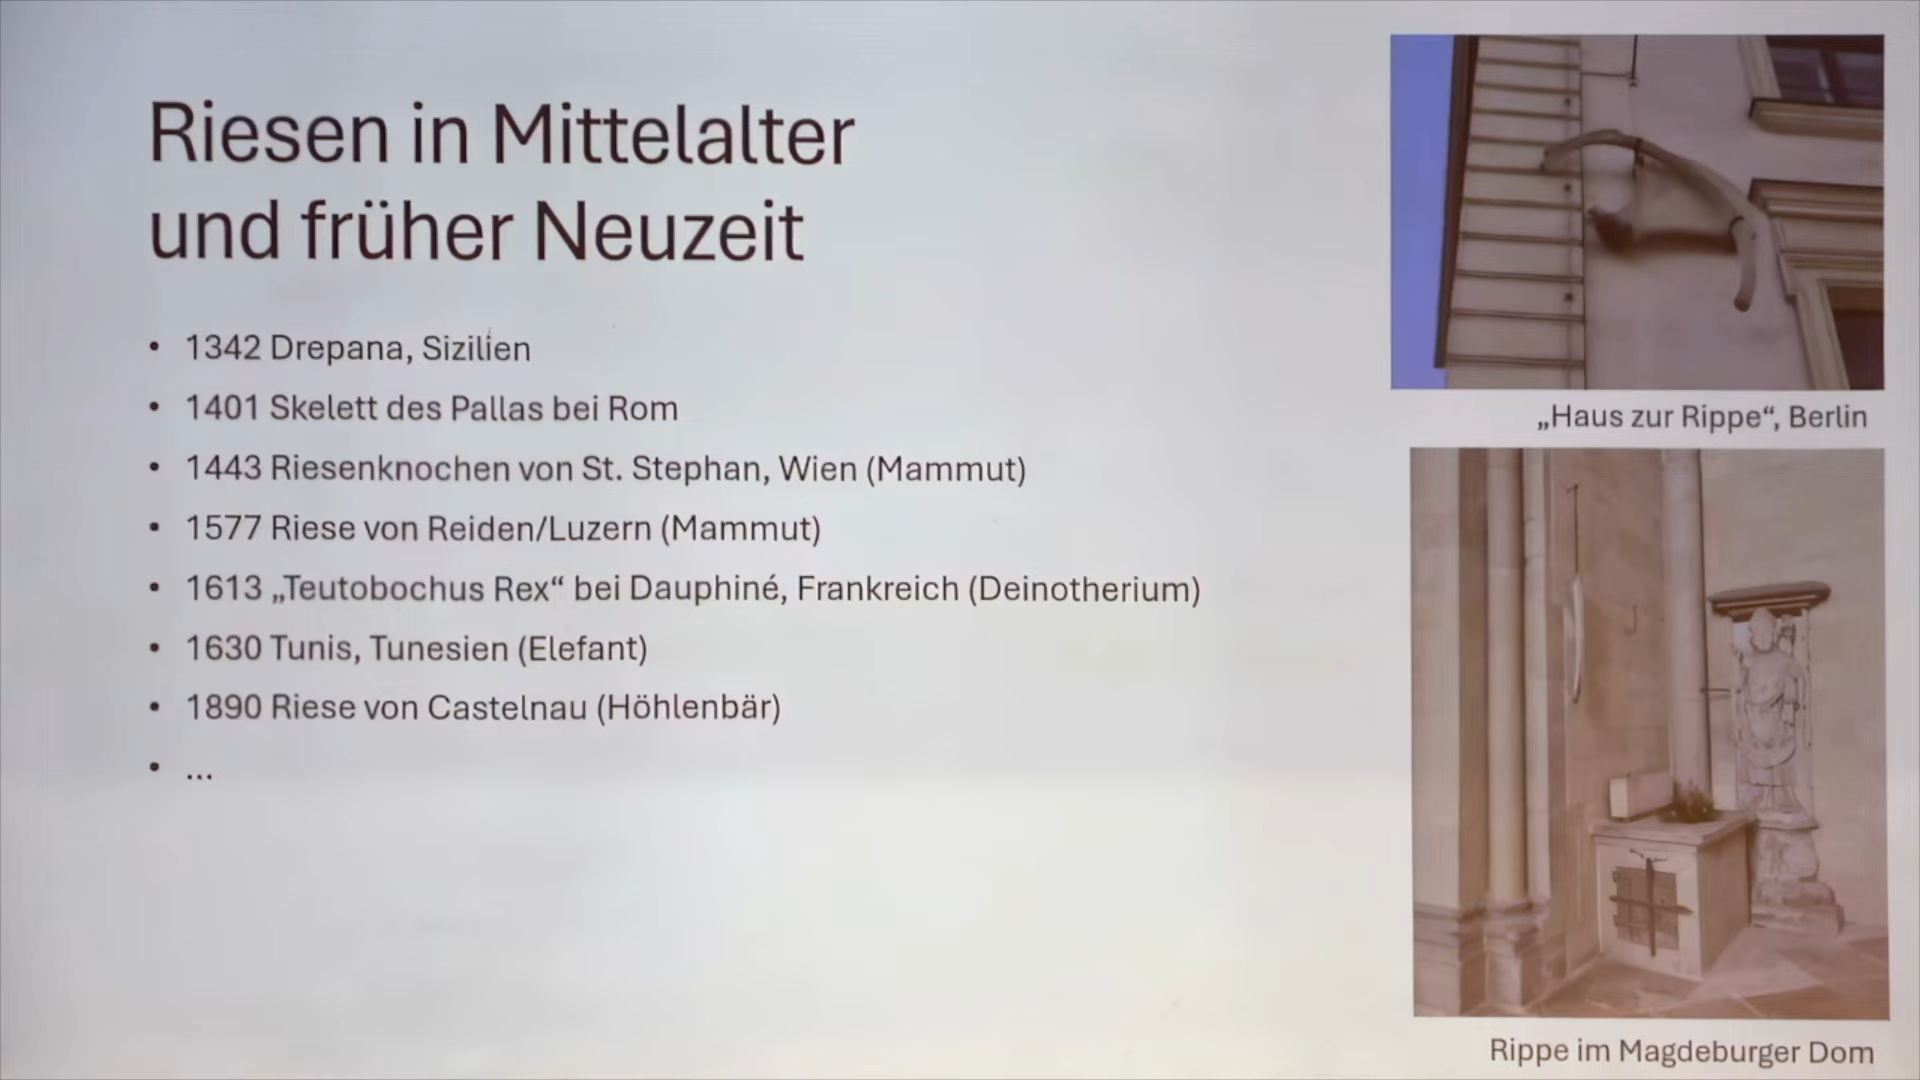 Riesen in Mittelalter
und früher Neuzeit
• 1342 Drepana, Sizilien
• 1401 Skelett des Pallas bei Rom
• 1443 Riesenknochen von St. Stephan, Wien (Mammut)
• 1577 Riese von Reiden/Luzern (Mammut)
• 1613 „Teutobochus Rex“ bei Dauphiné, Frankreich (Deinotherium)
• 1630 Tunis, Tunesien (Elefant)
• 1890 Riese von Castelnau (Höhlenbär)
• ...
„Haus zur Rippe“, Berlin
Rippe im Magdeburger Dom